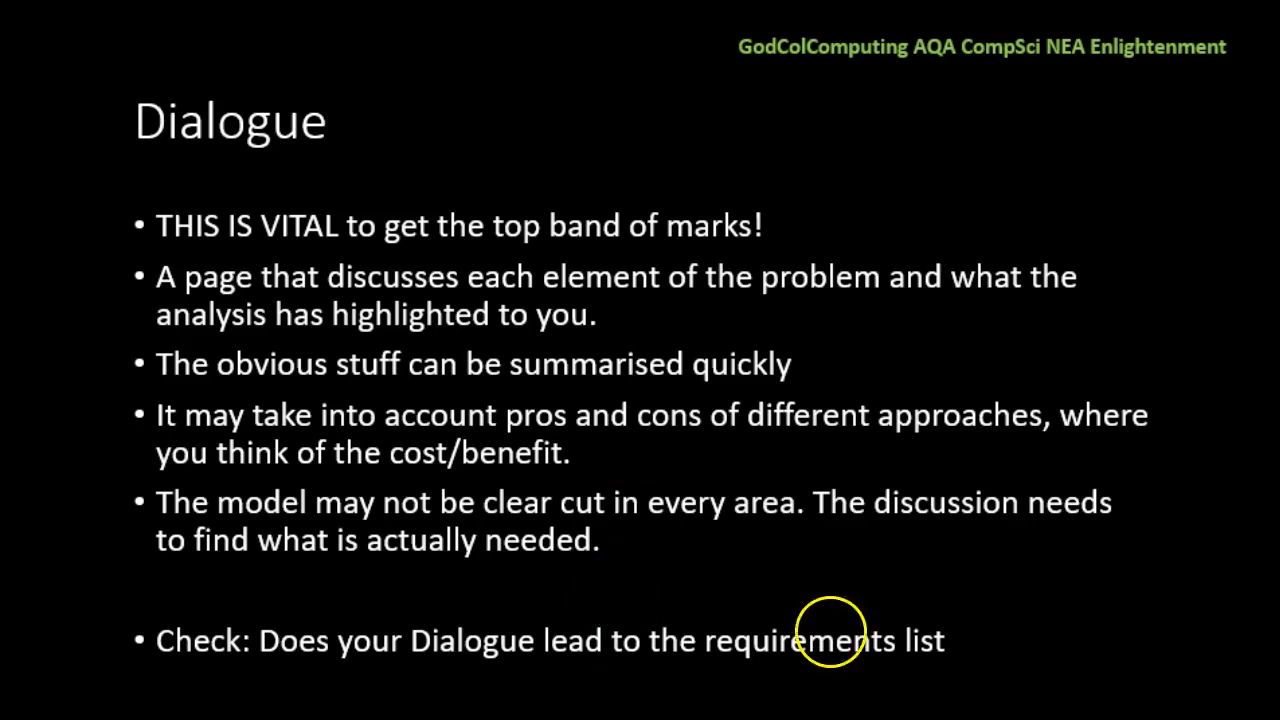 GodColComputing AQA CompSci NEA Enlightenment
Dialogue
• THIS IS VITAL to get the top band of marks!
• A page that discusses each element of the problem and what the
analysis has highlighted to you.
• The obvious stuff can be summarised quickly
• It may take into account pros and cons of different approaches, where
you think of the cost/benefit.
• The model may not be clear cut in every area. The discussion needs
to find what is actually needed.
• Check: Does your Dialogue lead to the requirements list